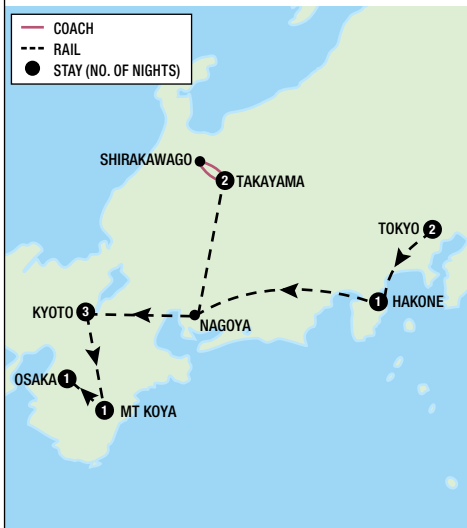 COACH
RAIL
STAY (NO. OF NIGHTS)
SHIRAKAWAGO
2 TAKAYAMA
TOKYO 2
1 HAKONE
KYOTO 3
NAGOYA
OSAKA 1
1 MT KOYA